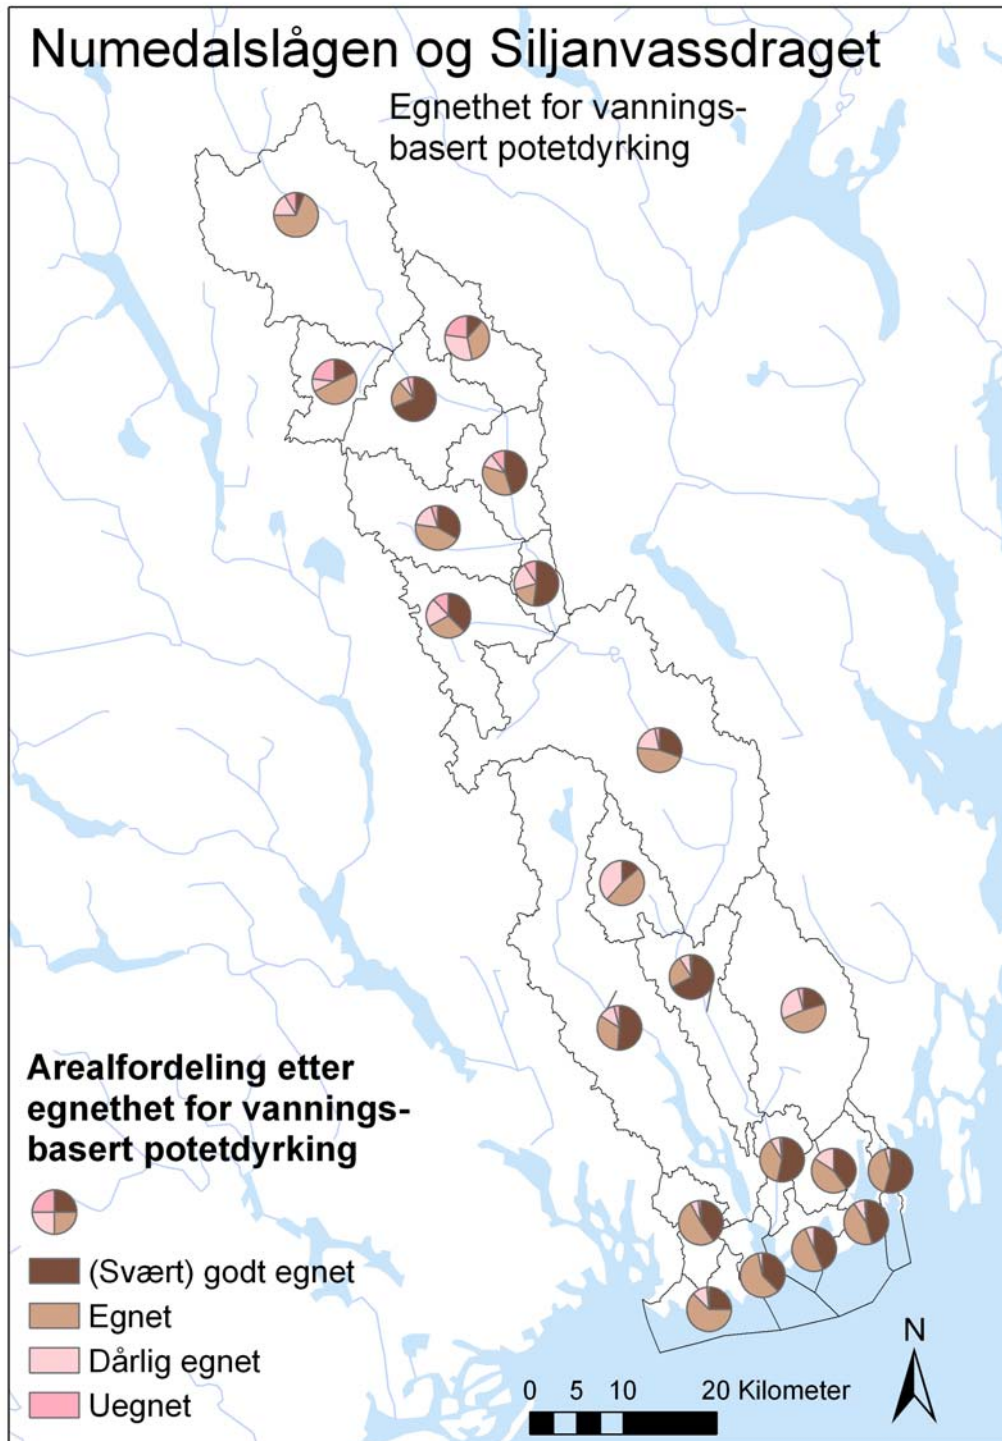 Numedalslågen og Siljanvassdraget
Egnethet for vannings-
basert potetdyrking
Arealfordeling etter
egnethet for vannings-
basert potetdyrking
(Svært) godt egnet
Egnet
Dårlig egnet
Uegnet
N
0 5 10 20 Kilometer